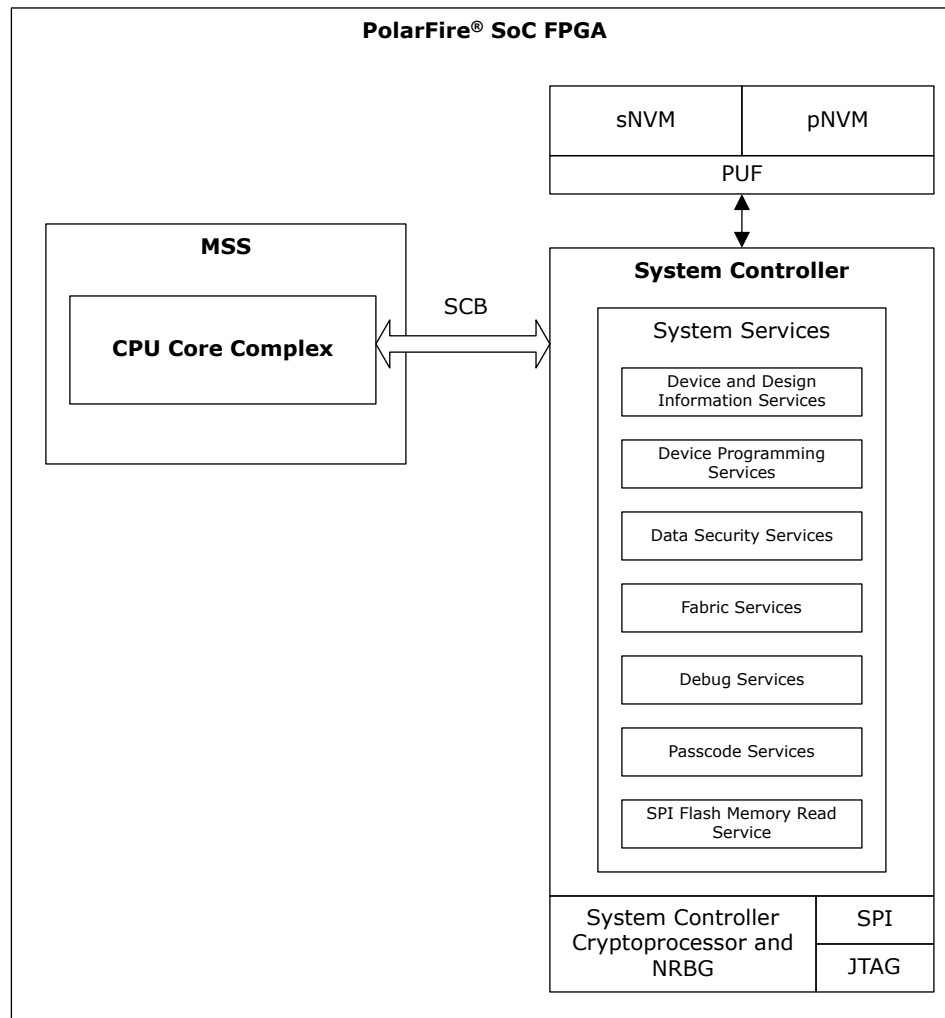 PolarFire® SoC FPGA
sNVM
pNVM
PUF
MSS
CPU Core Complex
SCB
System Controller
System Services
Device and Design
Information Services
Device Programming
Services
Data Security Services
Fabric Services
Debug Services
Passcode Services
SPI Flash Memory Read
Service
System Controller
Cryptoprocessor and
NRBG
SPI
JTAG